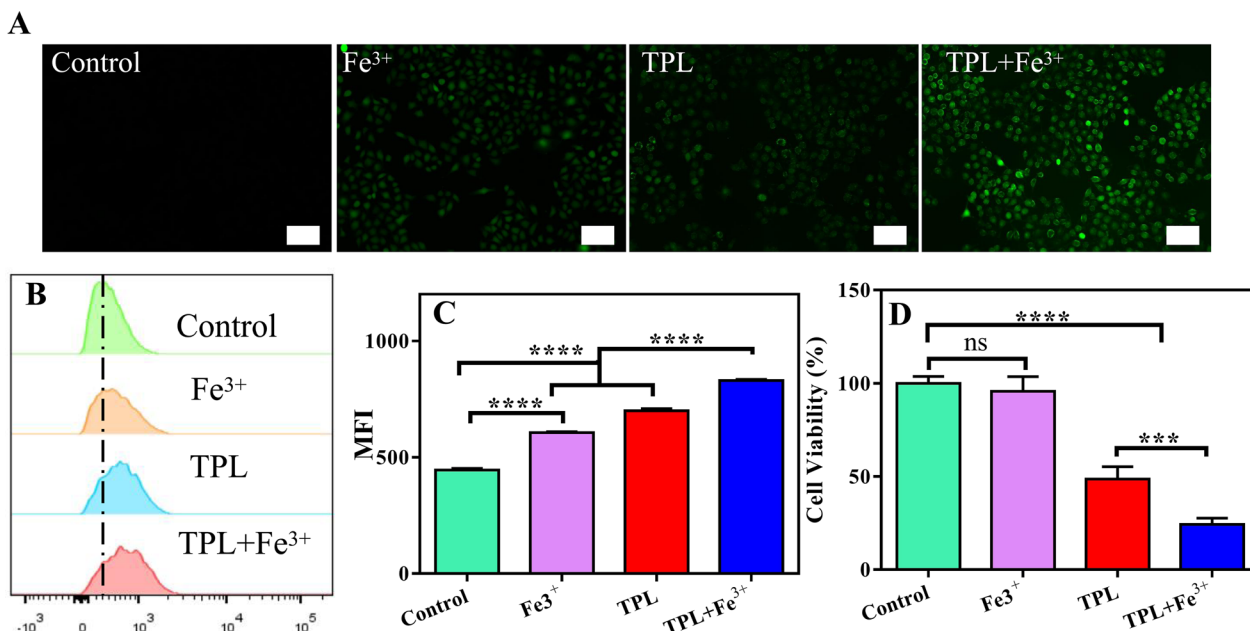 A
Control
Fe³⁺
TPL
TPL+Fe³⁺
B
Control
Fe³⁺
TPL
TPL+Fe³⁺
-10³ 0 10³ 10⁴ 10⁵
C
MFI
1000
500
0
****
****
****
Control
Fe3⁺
TPL
TPL+Fe³⁺
D
Cell Viability (%)
150
100
50
0
****
ns
***
Control
Fe3⁺
TPL
TPL+Fe³⁺